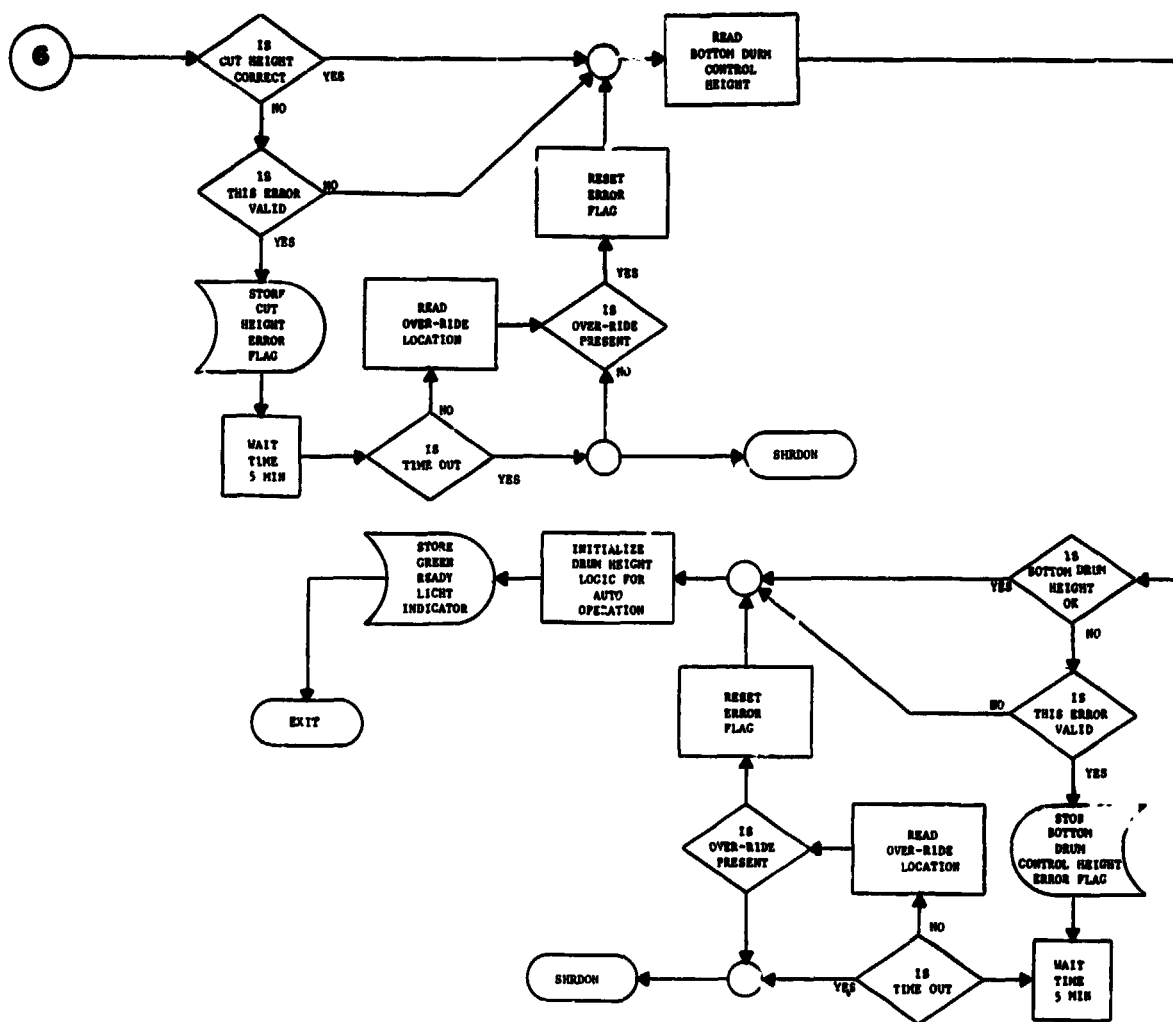 6
IS
CUT HEIGHT
CORRECT
YES
NO
READ
BOTTOM DURM
CONTROL
HEIGHT
IS
THIS ERROR
VALID
NO
YES
RESET
ERROR
FLAG
YES
STORF
CUT
HEIGHT
ERROR
FLAG
READ
OVER-RIDE
LOCATION
IS
OVER-RIDE
PRESENT
NO
WAIT
TIME
5 MIN
NO
IS
TIME OUT
YES
SHRDON
STORE
GREEN
READY
LICHT
INDICATOR
INITIALIZE
DRUM HEIGHT
LOGIC FOR
AUTO
OPERATION
IS
BOTTOM DRUM
HEIGHT
OK
YES
NO
EXIT
RESET
ERROR
FLAG
IS
THIS ERROR
VALID
NO
YES
IS
OVER-RIDE
PRESENT
READ
OVER-RIDE
LOCATION
STOR
BOTTOM
DRUM
CONTROL HEIGHT
ERROR FLAG
NO
SHRDON
YES
IS
TIME OUT
WAIT
TIME
5 MIN